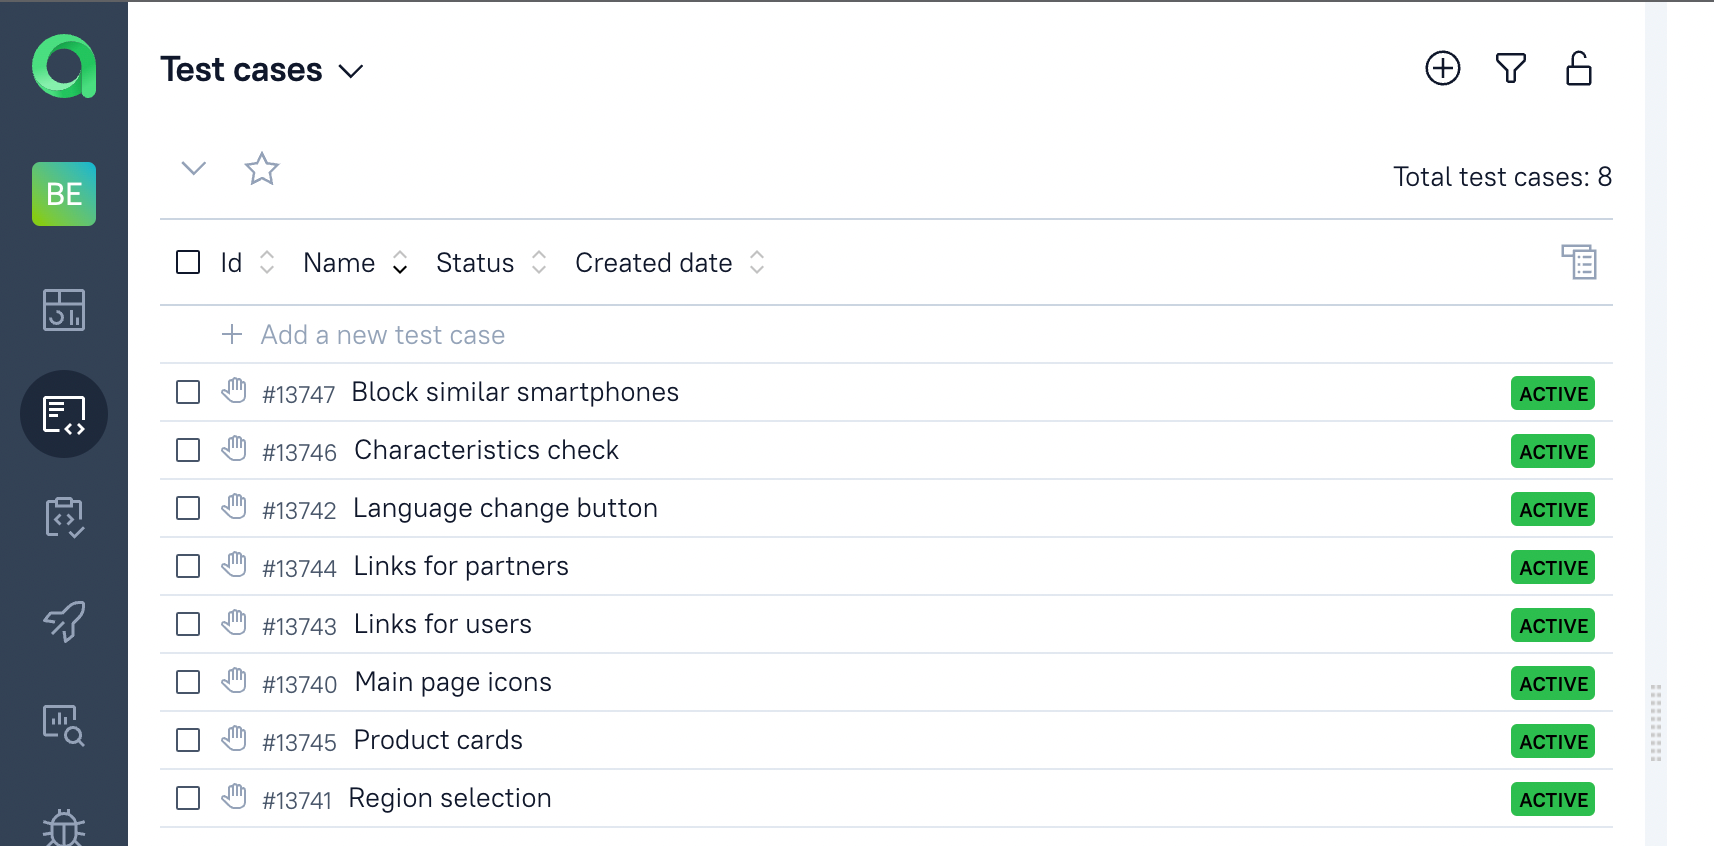 Test cases
BE
Total test cases: 8
Id Name Status Created date
Add a new test case
#13747 Block similar smartphones ACTIVE
#13746 Characteristics check ACTIVE
#13742 Language change button ACTIVE
#13744 Links for partners ACTIVE
#13743 Links for users ACTIVE
#13740 Main page icons ACTIVE
#13745 Product cards ACTIVE
#13741 Region selection ACTIVE